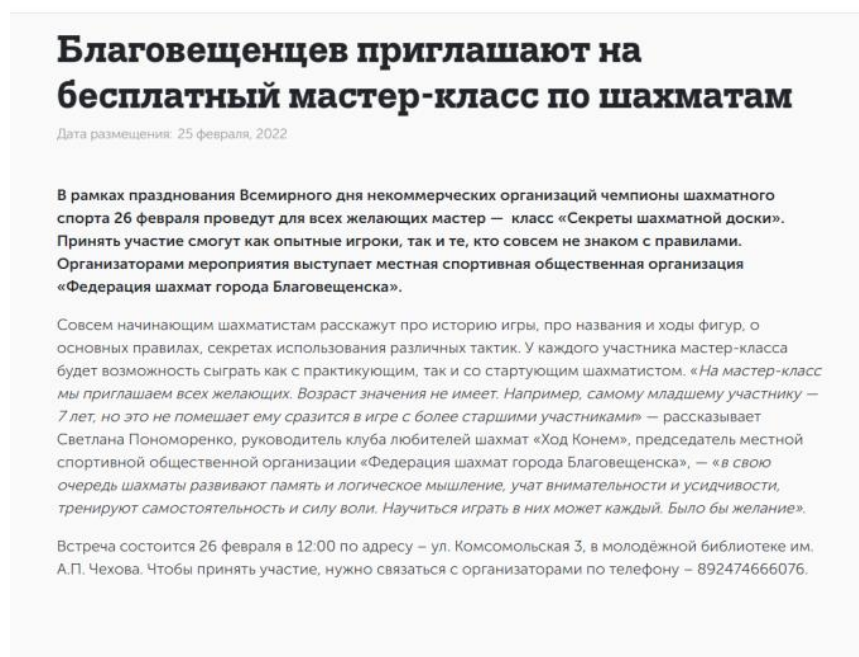 Благовещенцев приглашают на
бесплатный мастер-класс по шахматам
Дата размещения: 25 февраля, 2022
В рамках празднования Всемирного дня некоммерческих организаций чемпионы шахматного
спорта 26 февраля проведут для всех желающих мастер — класс «Секреты шахматной доски».
Принять участие смогут как опытные игроки, так и те, кто совсем не знаком с правилами.
Организаторами мероприятия выступает местная спортивная общественная организация
«Федерация шахмат города Благовещенска».
Совсем начинающим шахматистам расскажут про историю игры, про названия и ходы фигур, о
основных правилах, секретах использования различных тактик. У каждого участника мастер-класса
будет возможность сыграть как с практикующим, так и со стартующим шахматистом. «На мастер-класс
мы приглашаем всех желающих. Возраст значения не имеет. Например, самому младшему участнику —
7 лет, но это не помешает ему сразится в игре с более старшими участниками» — рассказывает
Светлана Пономоренко, руководитель клуба любителей шахмат «Ход Конем», председатель местной
спортивной общественной организации «Федерация шахмат города Благовещенска», — «в свою
очередь шахматы развивают память и логическое мышление, учат внимательности и усидчивости,
тренируют самостоятельность и силу воли. Научиться играть в них может каждый. Было бы желание».
Встреча состоится 26 февраля в 12:00 по адресу – ул. Комсомольская 3, в молодёжной библиотеке им.
А.П. Чехова. Чтобы принять участие, нужно связаться с организаторами по телефону – 892474666076.